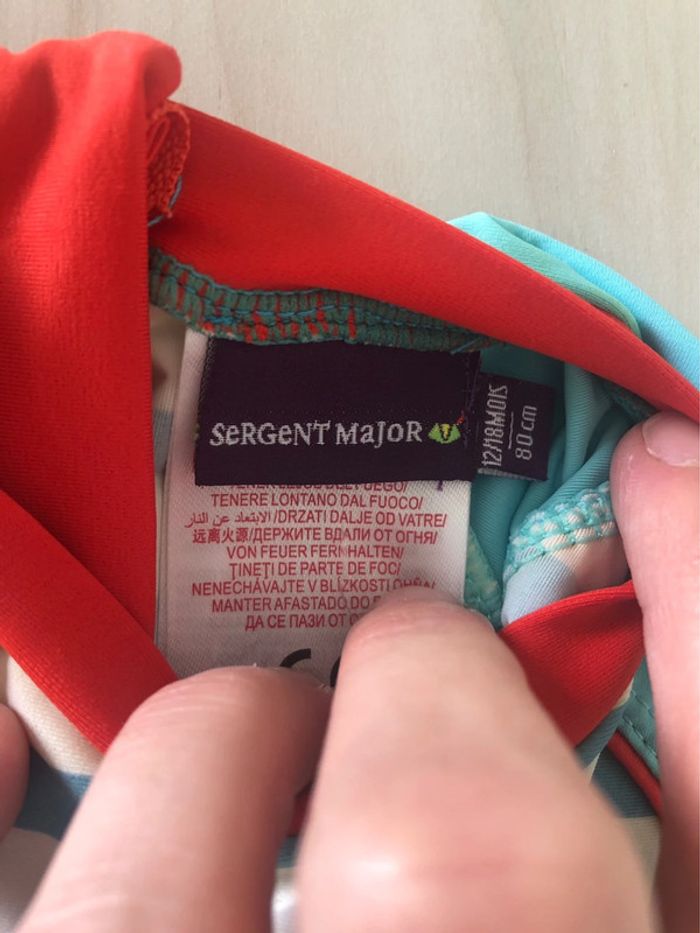 SeRGeNT MaJoR
12/18MOIS
80 cm
TENERE LONTANO DAL FUOCO/
الابتعاد عن النار /DRZATI DALJE OD VATRE/
远离火源/ДЕРЖИТЕ ВДАЛИ ОТ ОГНЯ/
VON FEUER FERNHALTEN/
ȚINEȚI DE PARTE DE FOC/
NENECHÁVAJTE V BLÍZKOSTI OHŇA/
MANTER AFASTADO DO
ДА СЕ ПАЗИ ОТ
CE